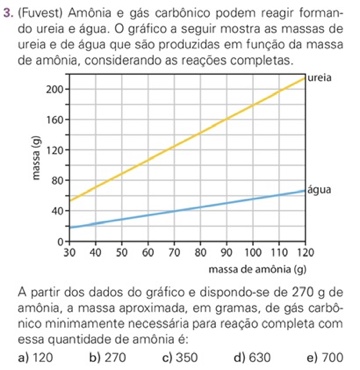 3. (Fuvest) Amônia e gás carbônico podem reagir forman-
do ureia e água. O gráfico a seguir mostra as massas de
ureia e de água que são produzidas em função da massa
de amônia, considerando as reações completas.
ureia
200
160
120
80
40
0
massa (g)
água
30 40 50 60 70 80 90 100 110 120
massa de amônia (g)
A partir dos dados do gráfico e dispondo-se de 270 g de
amônia, a massa aproximada, em gramas, de gás carbô-
nico minimamente necessária para reação completa com
essa quantidade de amônia é:
a) 120 b) 270 c) 350 d) 630 e) 700